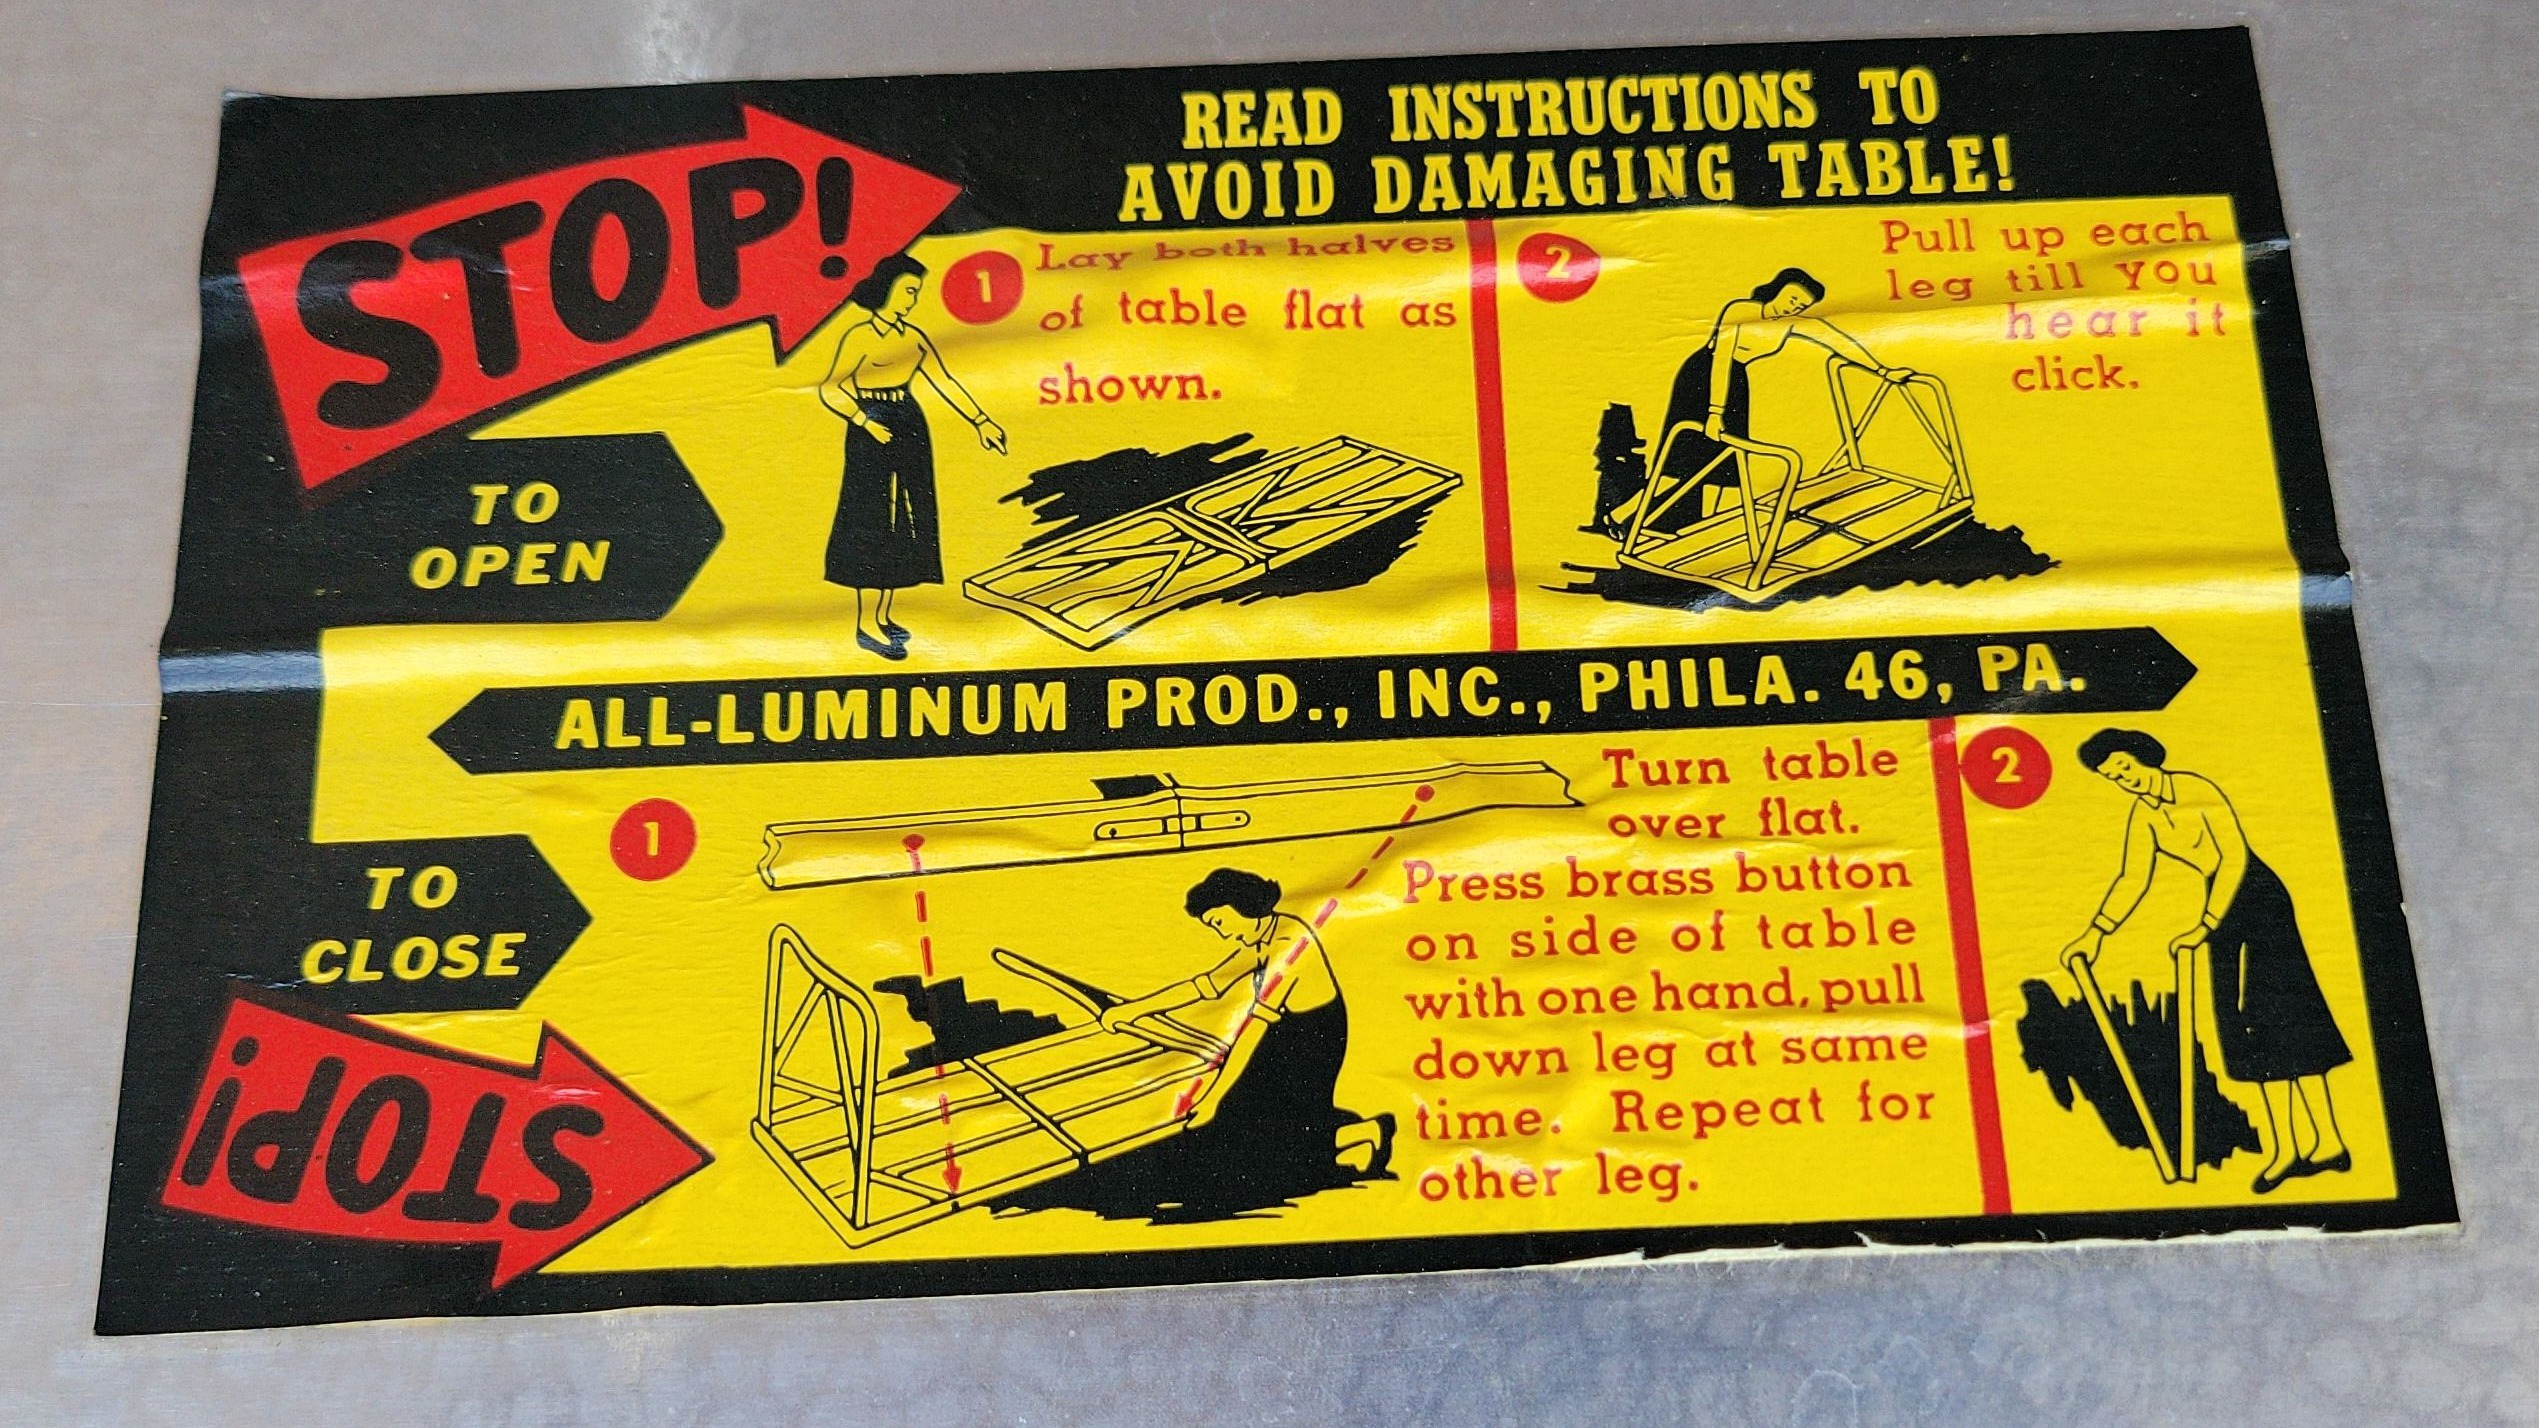 STOP!
READ INSTRUCTIONS TO
AVOID DAMAGING TABLE!
TO
OPEN
1
Lay both halves
of table flat as
shown.
2
Pull up each
leg till you
hear it
click.
ALL-LUMINUM PROD., INC., PHILA. 46, PA.
TO
CLOSE
STOP!
1
Turn table
over flat.
Press brass button
on side of table
with one hand, pull
down leg at same
time. Repeat for
other leg.
2